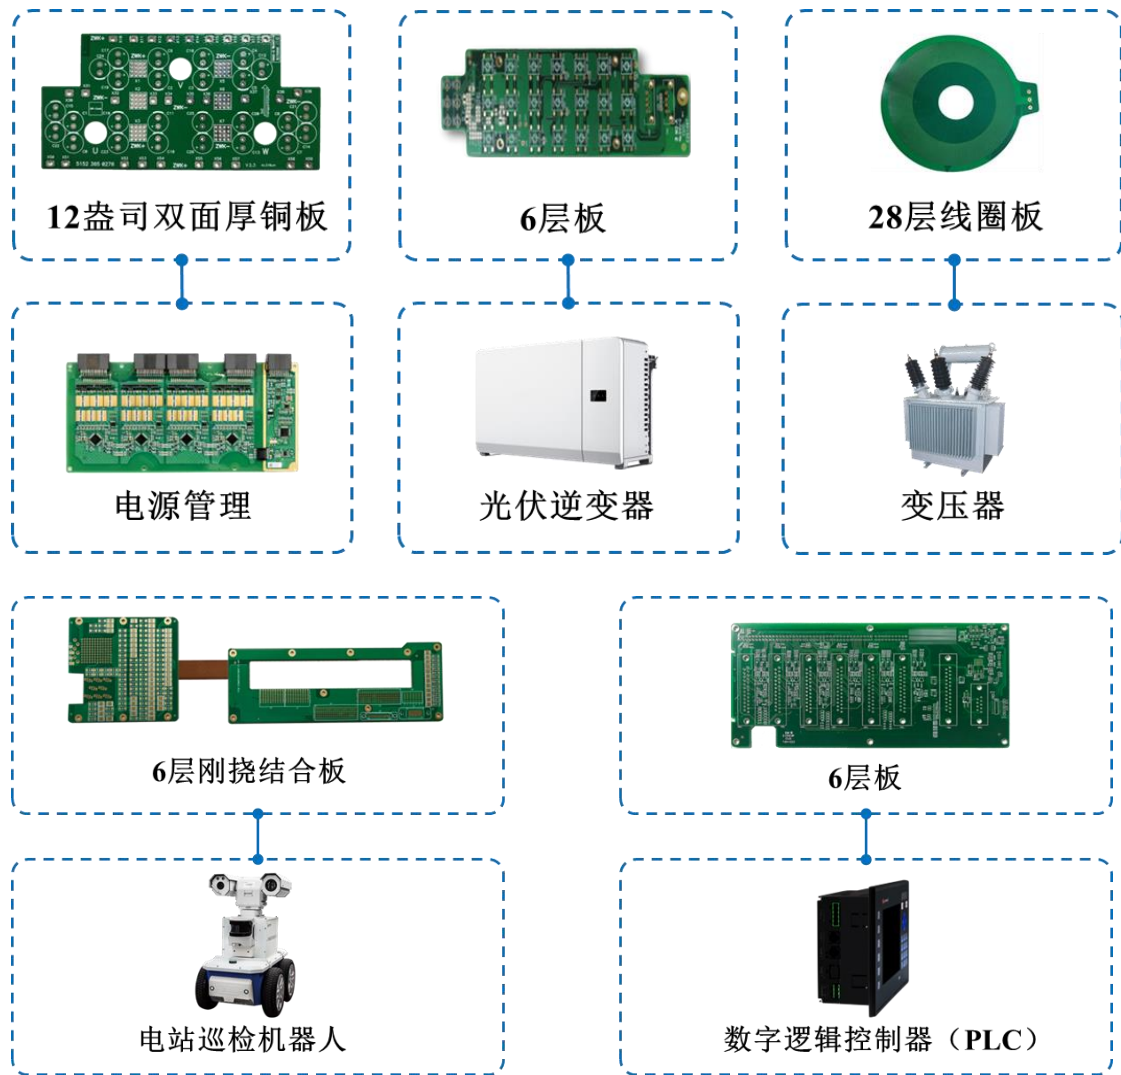 12盎司双面厚铜板
6层板
28层线圈板
电源管理
光伏逆变器
变压器
6层刚挠结合板
6层板
电站巡检机器人
数字逻辑控制器（PLC）